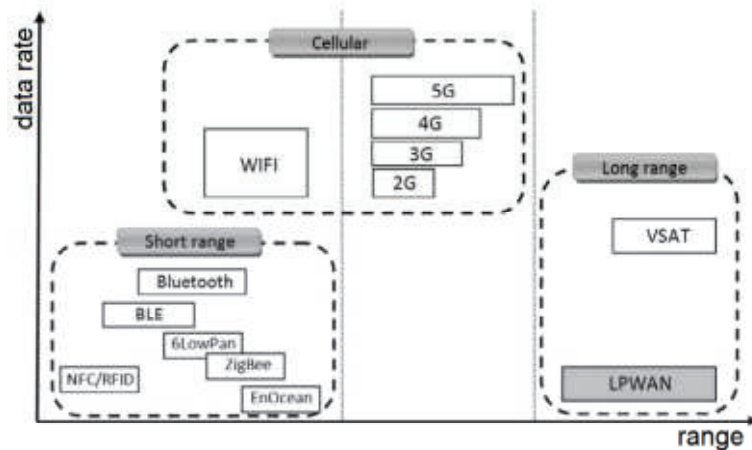 data rate
Cellular
5G
4G
3G
2G
WIFI
Long range
VSAT
LPWAN
Short range
Bluetooth
BLE
6LowPan
ZigBee
NFC/RFID
EnOcean
range